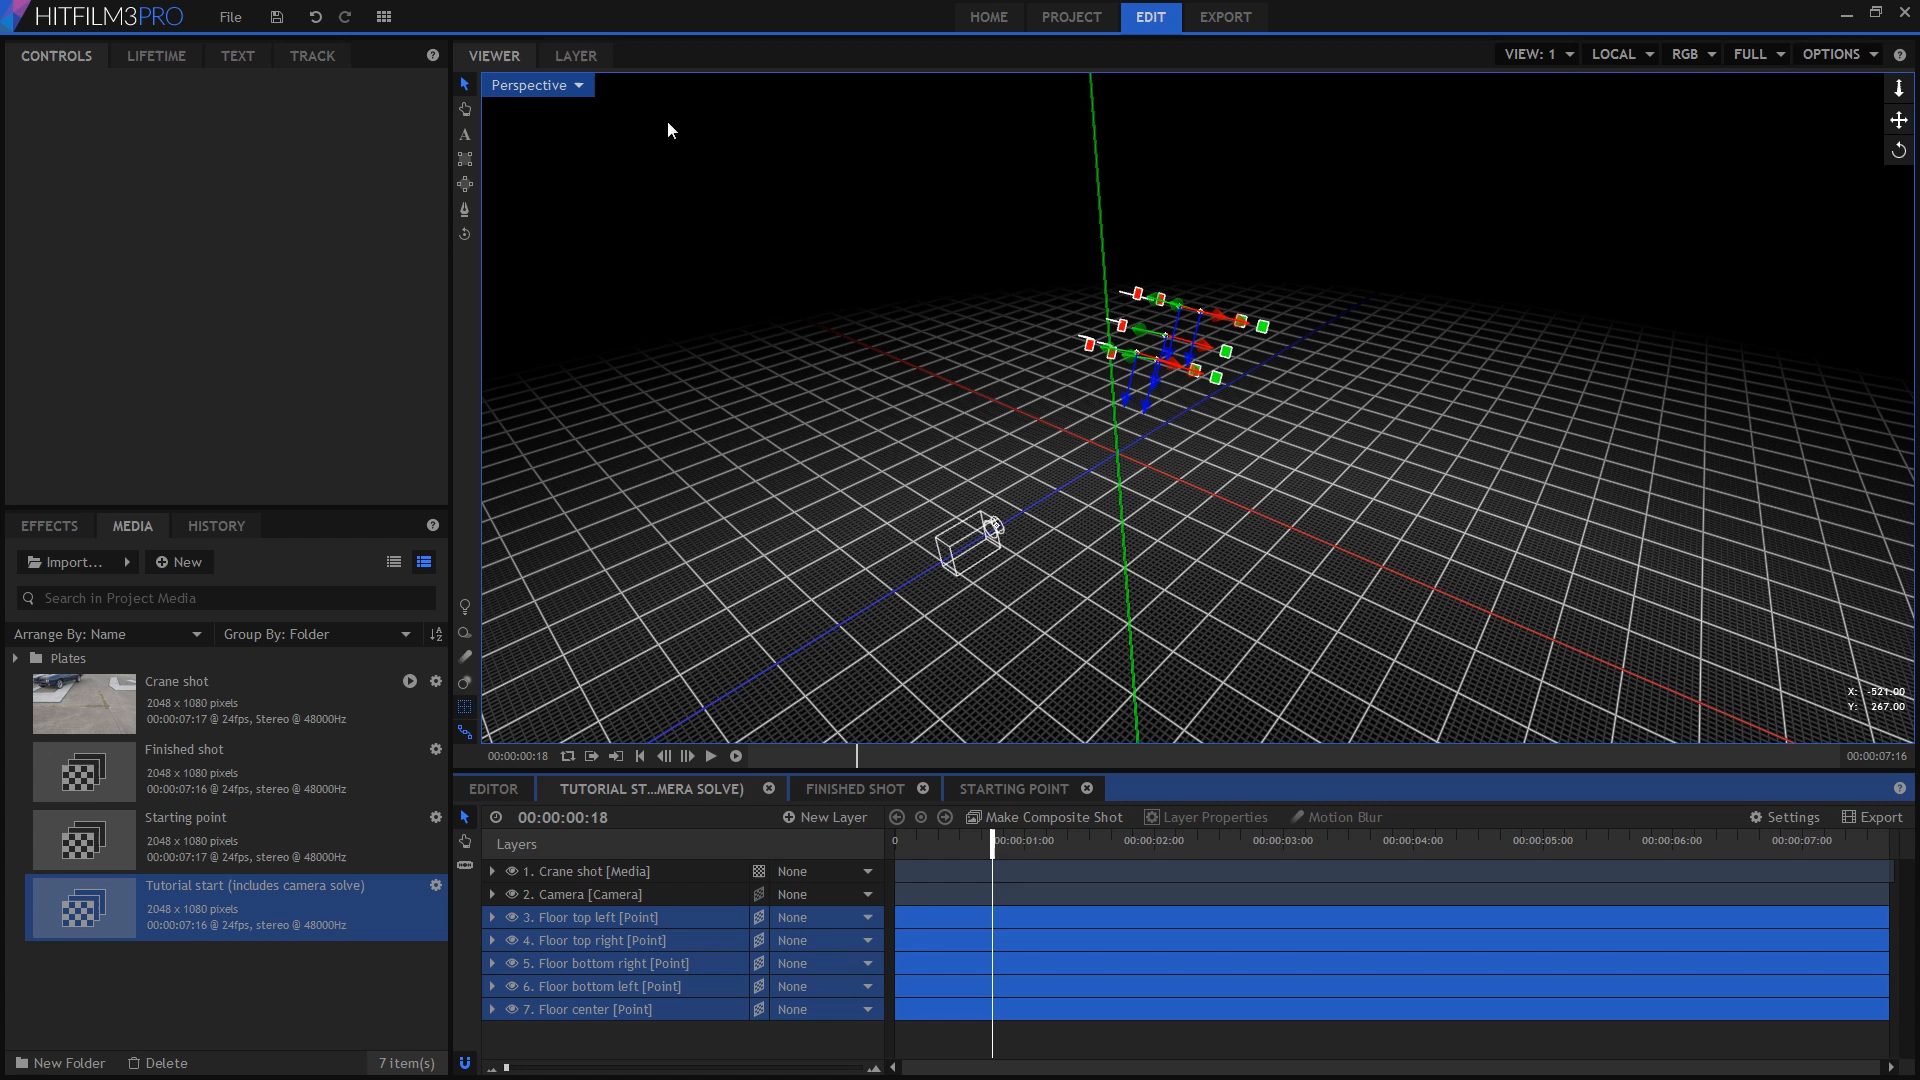 HITFILM3PRO File HOME PROJECT EDIT EXPORT
CONTROLS LIFETIME TEXT TRACK
VIEWER LAYER VIEW: 1 LOCAL RGB FULL OPTIONS
Perspective
EFFECTS MEDIA HISTORY
Import... New
Search in Project Media
Arrange By: Name Group By: Folder
Plates
Crane shot
2048 x 1080 pixels
00:00:07:17 @ 24fps, Stereo @ 48000Hz
Finished shot
2048 x 1080 pixels
00:00:07:16 @ 24fps, stereo @ 48000Hz
Starting point
2048 x 1080 pixels
00:00:07:17 @ 24fps, stereo @ 48000Hz
Tutorial start (includes camera solve)
2048 x 1080 pixels
00:00:07:16 @ 24fps, stereo @ 48000Hz
New Folder Delete 7 item(s)
X: -521.00
Y: 267.00
00:00:00:18 00:00:07:16
EDITOR TUTORIAL ST...MERA SOLVE) FINISHED SHOT STARTING POINT
00:00:00:18 New Layer Make Composite Shot Layer Properties Motion Blur Settings Export
Layers 0 00:00:01:00 00:00:02:00 00:00:03:00 00:00:04:00 00:00:05:00 00:00:06:00 00:00:07:00
1. Crane shot [Media] None
2. Camera [Camera] None
3. Floor top left [Point] None
4. Floor top right [Point] None
5. Floor bottom right [Point] None
6. Floor bottom left [Point] None
7. Floor center [Point] None